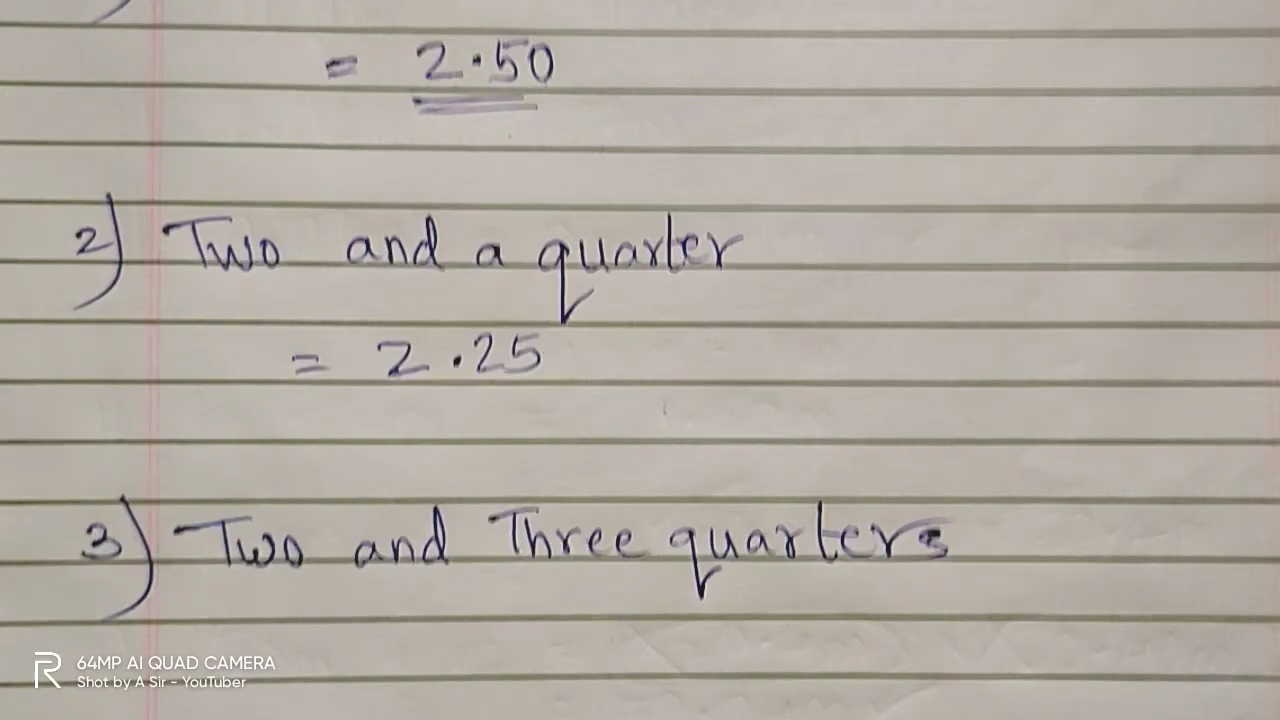 = 2.50
2) Two and a quarter
= 2.25
3) Two and Three quarters
R 64MP AI QUAD CAMERA
Shot by A Sir - YouTuber